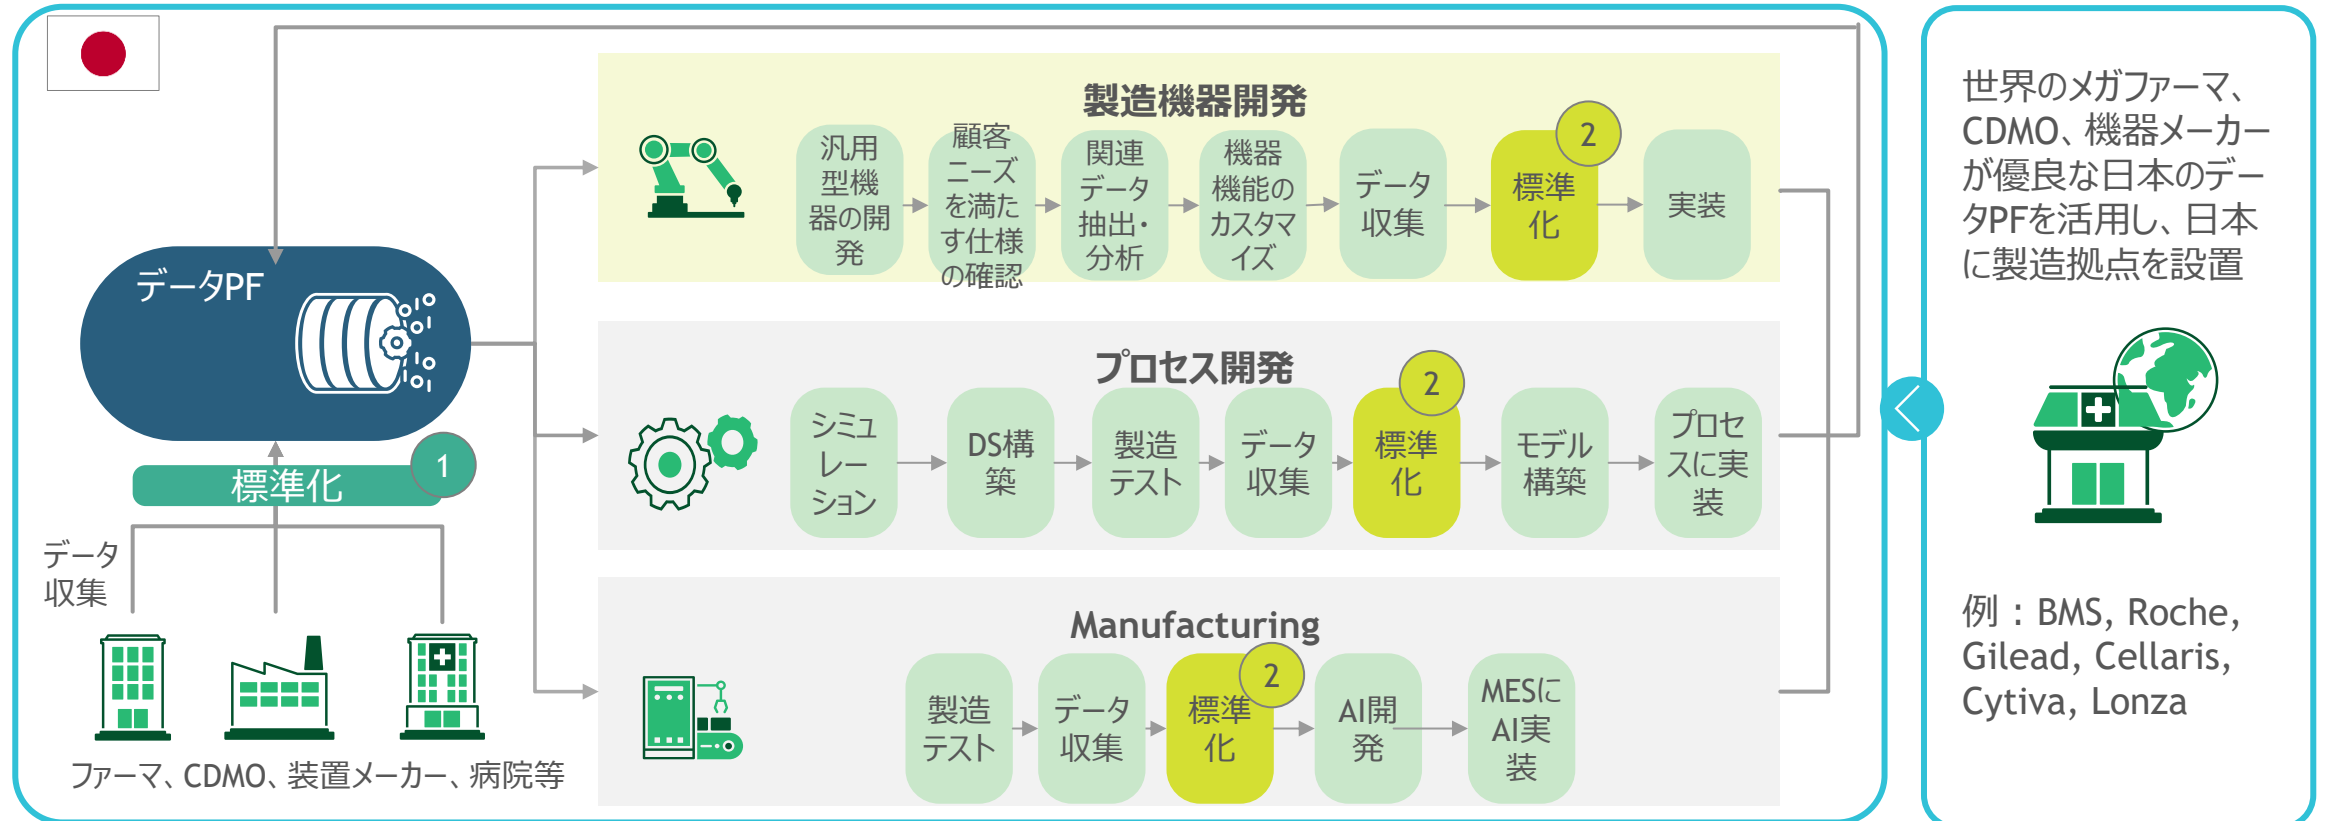 データPF
標準化
1
データ
収集
ファーマ、CDMO、装置メーカー、病院等
製造機器開発
汎用
型機
器の開
発
顧客
ニーズ
を満た
す仕様
の確認
関連
データ
抽出・
分析
機器
機能の
カスタマ
イズ
データ
収集
2
標準
化
実装
プロセス開発
シミュ
レー
ション
DS構
築
製造
テスト
データ
収集
2
標準
化
モデル
構築
プロセ
スに実
装
Manufacturing
製造
テスト
データ
収集
2
標準
化
AI開
発
MESに
AI実
装
世界のメガファーマ、
CDMO、機器メーカー
が優良な日本のデー
タPFを活用し、日本
に製造拠点を設置
例：BMS, Roche,
Gilead, Cellaris,
Cytiva, Lonza